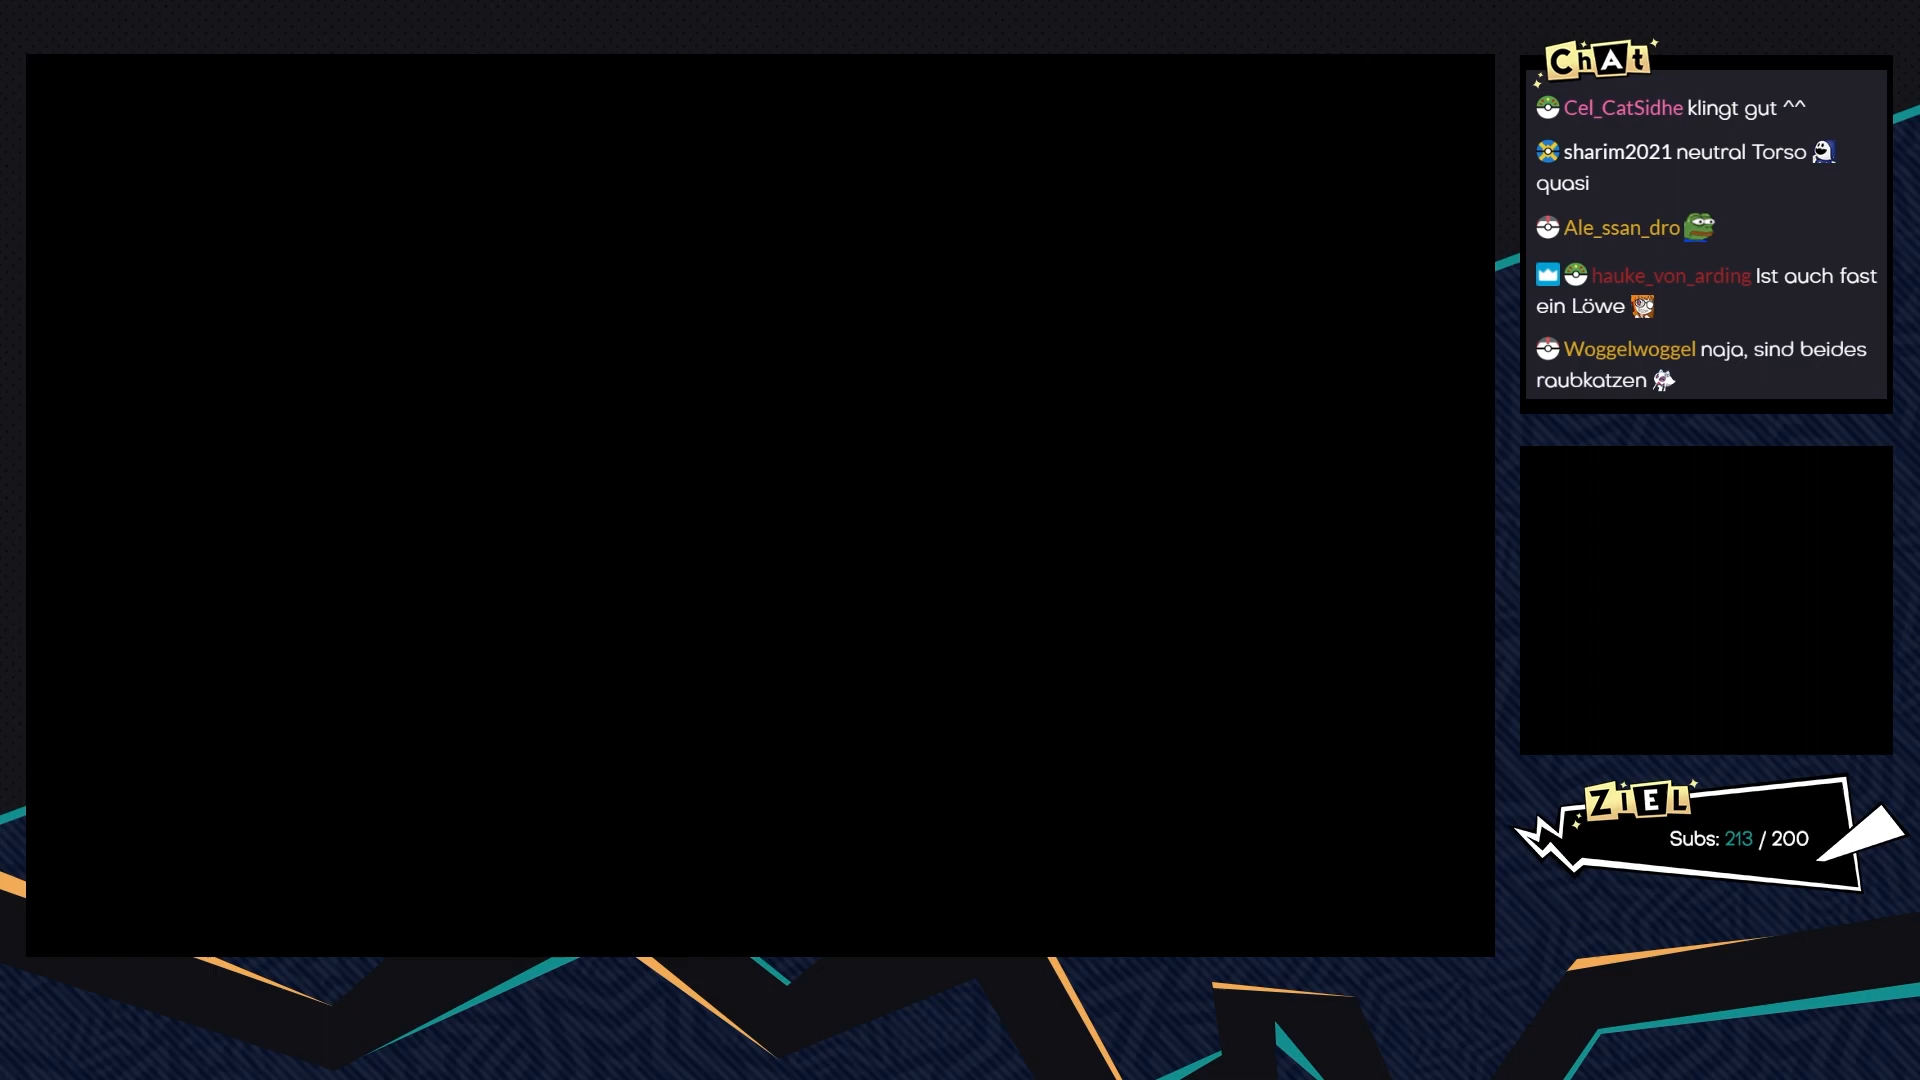 ChAt
Cel_CatSidhe klingt gut ^^
sharim2021 neutral Torso
quasi
Ale_ssan_dro
hauke_von_arding Ist auch fast
ein Löwe
Woggelwoggel naja, sind beides
raubkatzen
ZiEL
Subs: 213 / 200